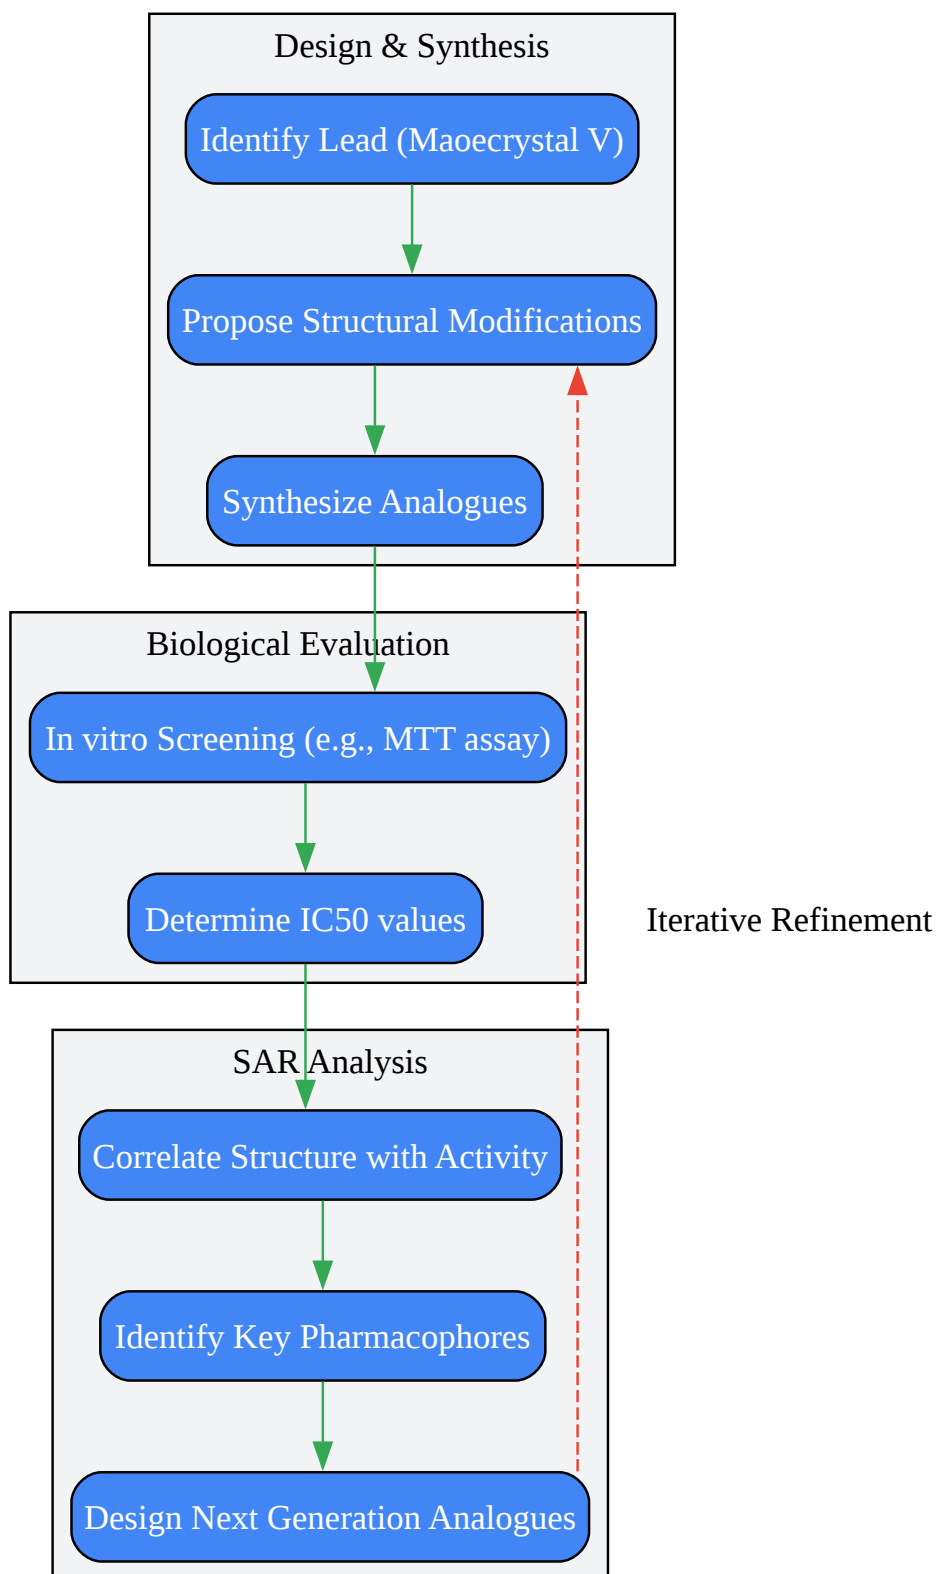 Design & Synthesis
Identify Lead (Maoecrystal V)
Propose Structural Modifications
Synthesize Analogues
Biological Evaluation
In vitro Screening (e.g., MTT assay)
Determine IC50 values
Iterative Refinement
SAR Analysis
Correlate Structure with Activity
Identify Key Pharmacophores
Design Next Generation Analogues